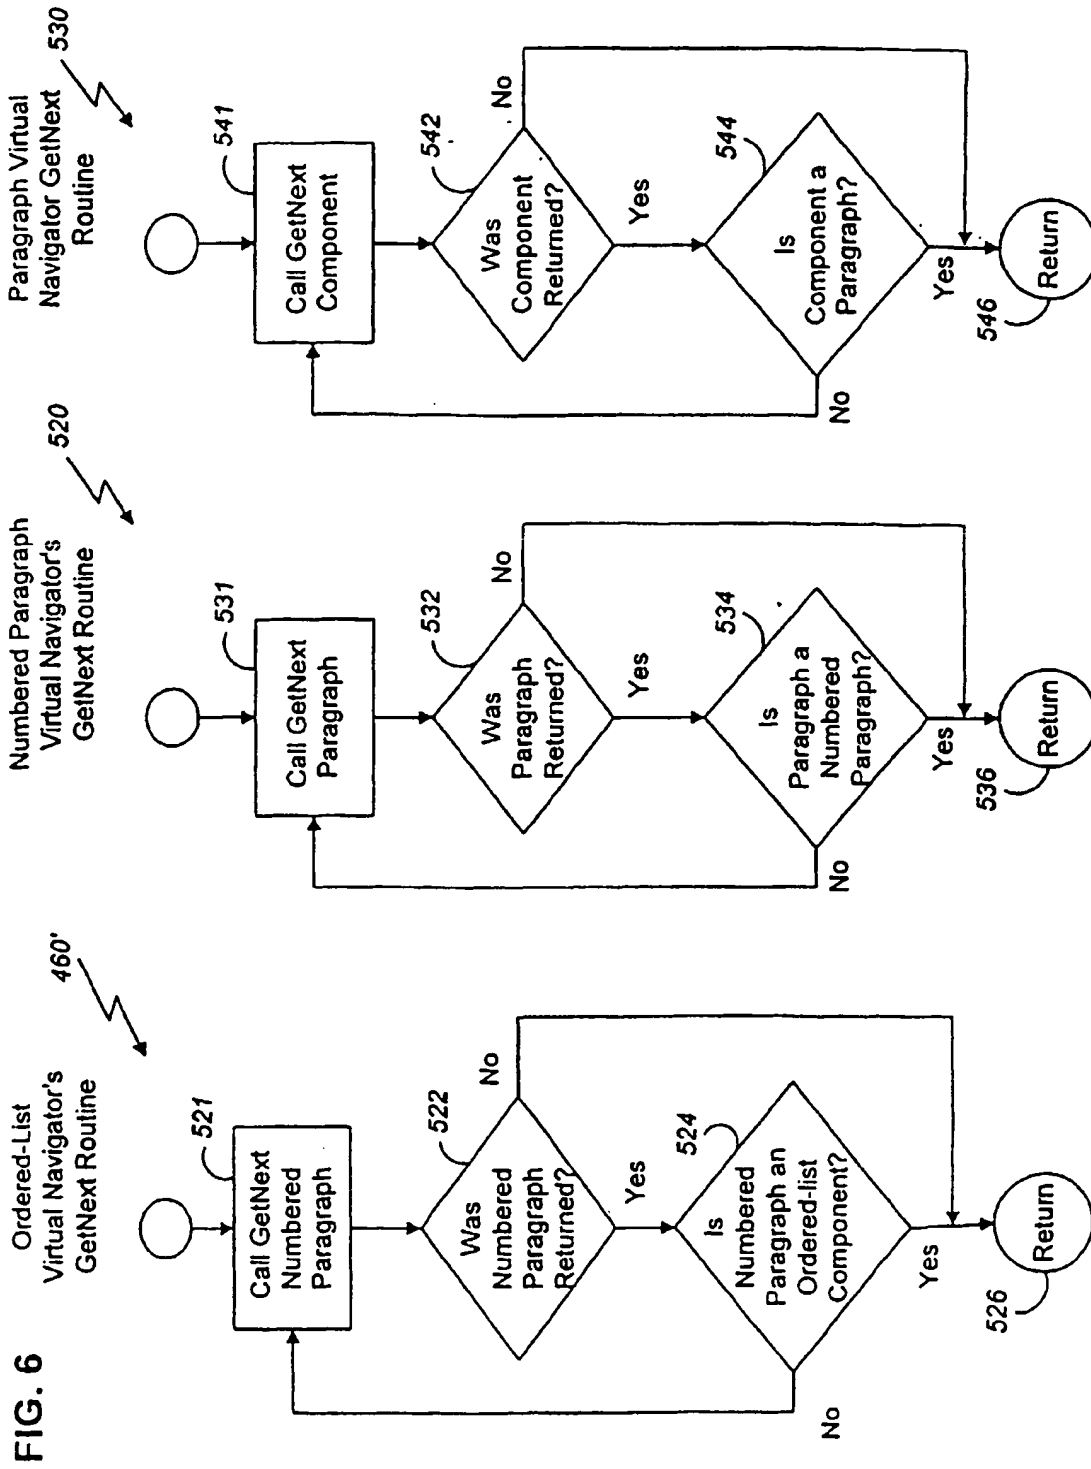 FIG. 6
Ordered-List
Virtual Navigator's
GetNext Routine
460'
521
Call GetNext
Numbered
Paragraph
522
Was
Numbered
Paragraph
Returned?
No
Yes
524
Is
Numbered
Paragraph an
Ordered-list
Component?
No
Yes
Return
526
Numbered Paragraph
Virtual Navigator's
GetNext Routine
520
531
Call GetNext
Paragraph
532
Was
Paragraph
Returned?
No
Yes
534
Is
Paragraph a
Numbered
Paragraph?
No
Yes
Return
536
Paragraph Virtual
Navigator GetNext
Routine
530
541
Call GetNext
Component
542
Was
Component
Returned?
No
Yes
544
Is
Component a
Paragraph?
No
Yes
Return
546